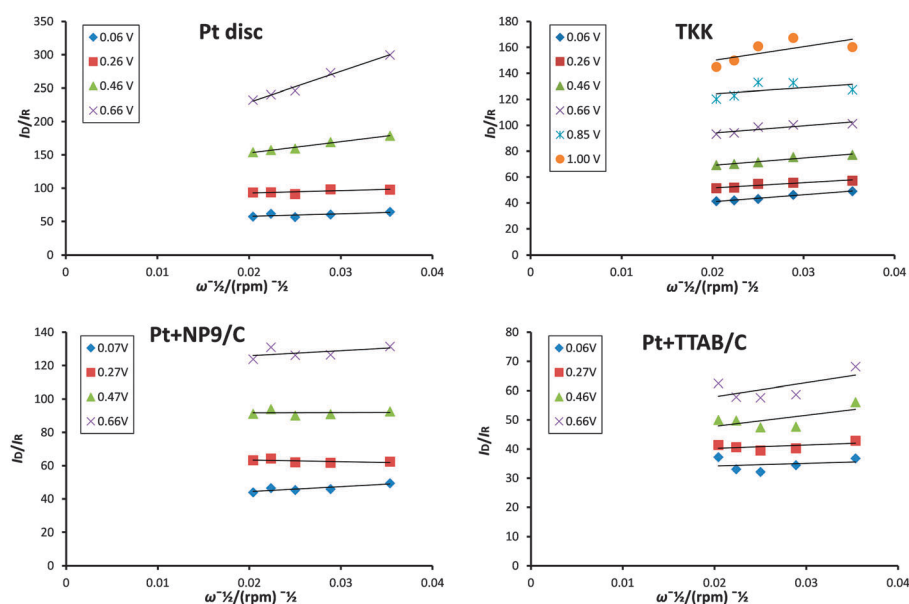 Pt disc
350
300
250
200
150
100
50
0
0
0.01
0.02
0.03
0.04
ID/IR
ω⁻½/(rpm) ⁻½
0.06 V
0.26 V
0.46 V
0.66 V
TKK
180
160
140
120
100
80
60
40
20
0
0
0.01
0.02
0.03
0.04
ID/IR
ω⁻½/(rpm) ⁻½
0.06 V
0.26 V
0.46 V
0.66 V
0.85 V
1.00 V
Pt+NP9/C
140
120
100
80
60
40
20
0
0
0.01
0.02
0.03
0.04
ID/IR
ω⁻½/(rpm) ⁻½
0.07V
0.27V
0.47V
0.66V
Pt+TTAB/C
80
70
60
50
40
30
20
10
0
0
0.01
0.02
0.03
0.04
ID/IR
ω⁻½/(rpm) ⁻½
0.06V
0.27V
0.46V
0.66V